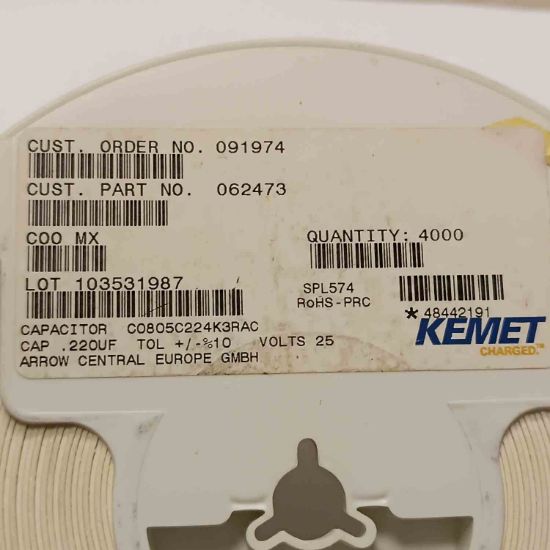 CUST. ORDER NO. 091974
CUST. PART NO. 062473
COO MX
QUANTITY: 4000
LOT 103531987
SPL574
RoHS-PRC
*48442191
CAPACITOR C0805C224K3RAC
CAP .220UF TOL +/-%10 VOLTS 25
ARROW CENTRAL EUROPE GMBH
KEMET
CHARGED.™